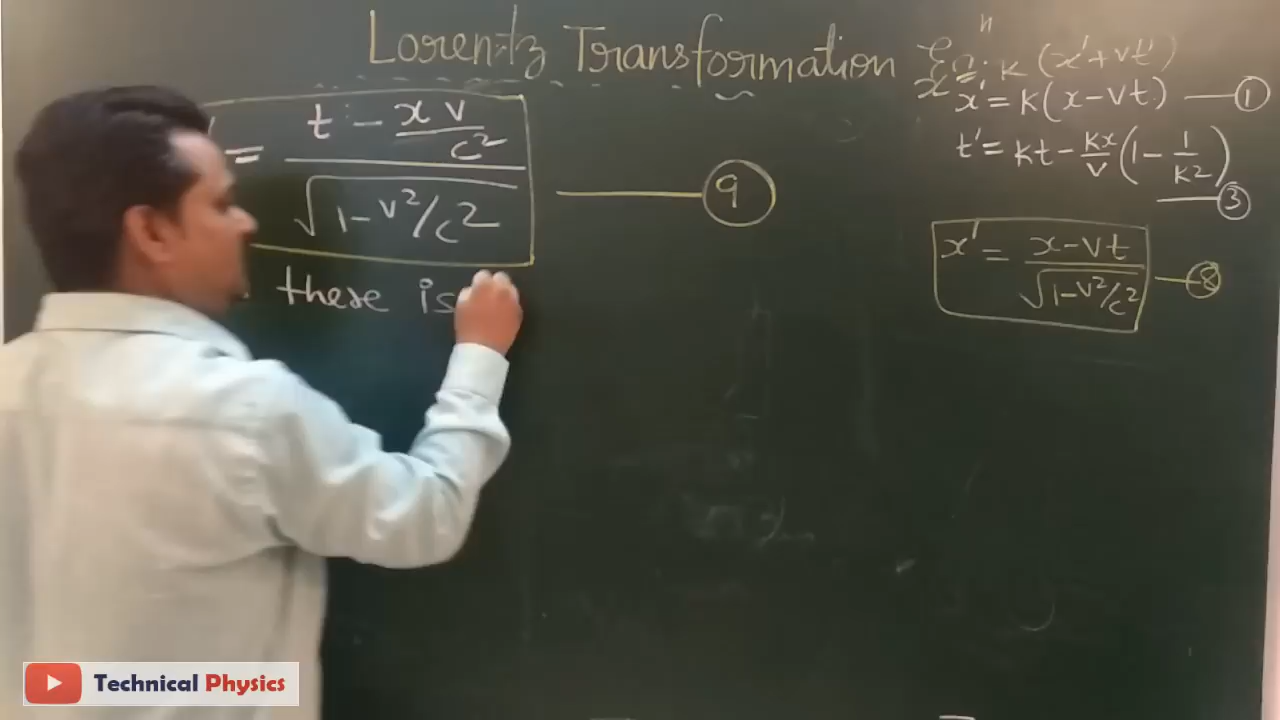 Lorentz Transformation Eqⁿ:
x = k (x' + vt')
x' = k (x - vt) — ①
t' = kt - kx/v (1 - 1/k²) — ③
x' = x - vt / √1 - v²/c² — ⑧
= t - xv/c² / √1 - v²/c² — ⑨
there is
Technical Physics